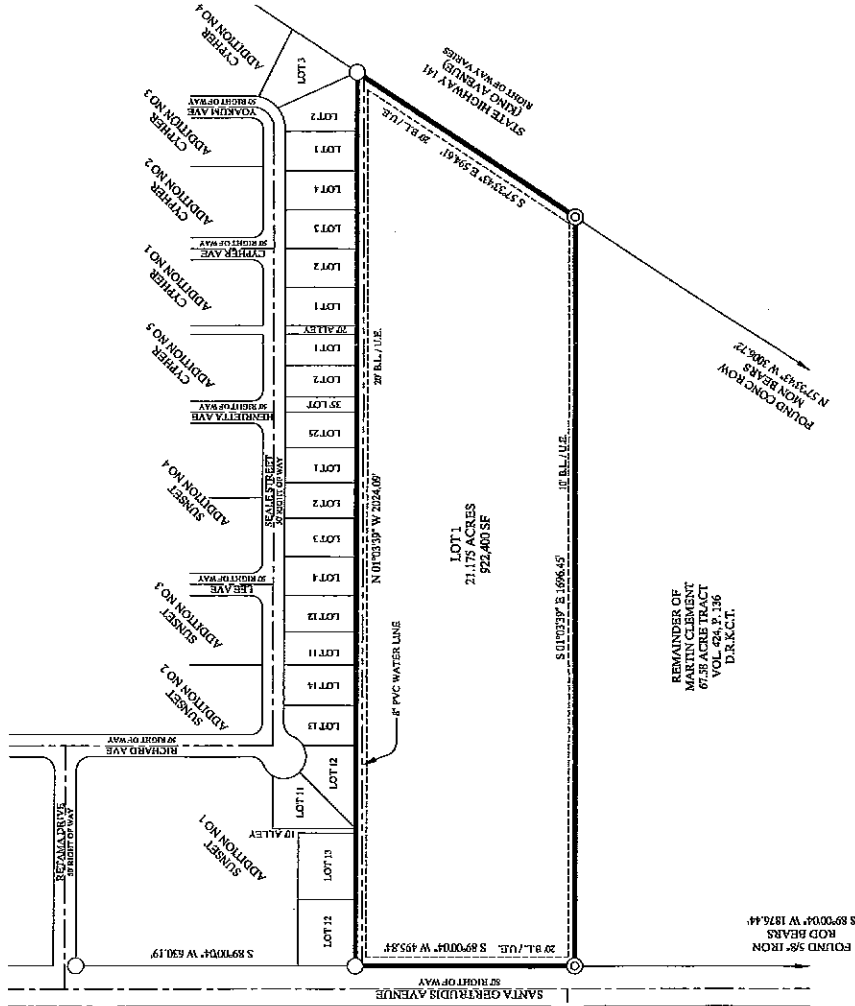 CYPHER
ADDITION NO 4
LOT 3
STATE HIGHWAY 141
(KING AVENUE)
RIGHT OF WAY VARIES
YOAKUM AVE
50' RIGHT OF WAY
CYPHER
ADDITION NO 3
LOT 2
LOT 1
CYPHER
ADDITION NO 2
LOT 4
LOT 3
CYPHER AVE
50' RIGHT OF WAY
CYPHER
ADDITION NO 1
LOT 2
LOT 1
20' ALLEY
CYPHER
ADDITION NO 5
LOT 1
LOT 2
35' LOT
HENRIETTA AVE
50' RIGHT OF WAY
LOT 25
SEALE STREET
50' RIGHT OF WAY
SUNSET
ADDITION NO 4
LOT 1
LOT 2
LOT 3
LOT 4
LEE AVE
50' RIGHT OF WAY
SUNSET
ADDITION NO 3
LOT 12
LOT 11
SUNSET
ADDITION NO 2
LOT 14
LOT 13
RICHARD AVE
50' RIGHT OF WAY
RETAMA DRIVE
50' RIGHT OF WAY
LOT 12
LOT 11
10' ALLEY
SUNSET
ADDITION NO 1
LOT 13
LOT 12
S 89°00'04" W 630.19'
20' B.L. / U.E.
S 57°33'43" E 594.61'
20' B.L. / U.E.
N 01°03'39" W 2024.09'
8" PVC WATER LINE
LOT 1
21.175 ACRES
922,400 SF
10' B.L. / U.E.
S 01°03'39" E 1696.45'
20' B.L. / U.E.
S 89°00'04" W 495.84'
SANTA GERTRUDIS AVENUE
50' RIGHT OF WAY
FOUND CONC ROW
MON BEARS
N 57°33'43" W 3006.72'
REMAINDER OF
MARTIN CLEMENT
67.58 ACRE TRACT
VOL. 424, P. 136
D.R.K.C.T.
FOUND 5/8" IRON
ROD BEARS
S 89°00'04" W 1876.44'